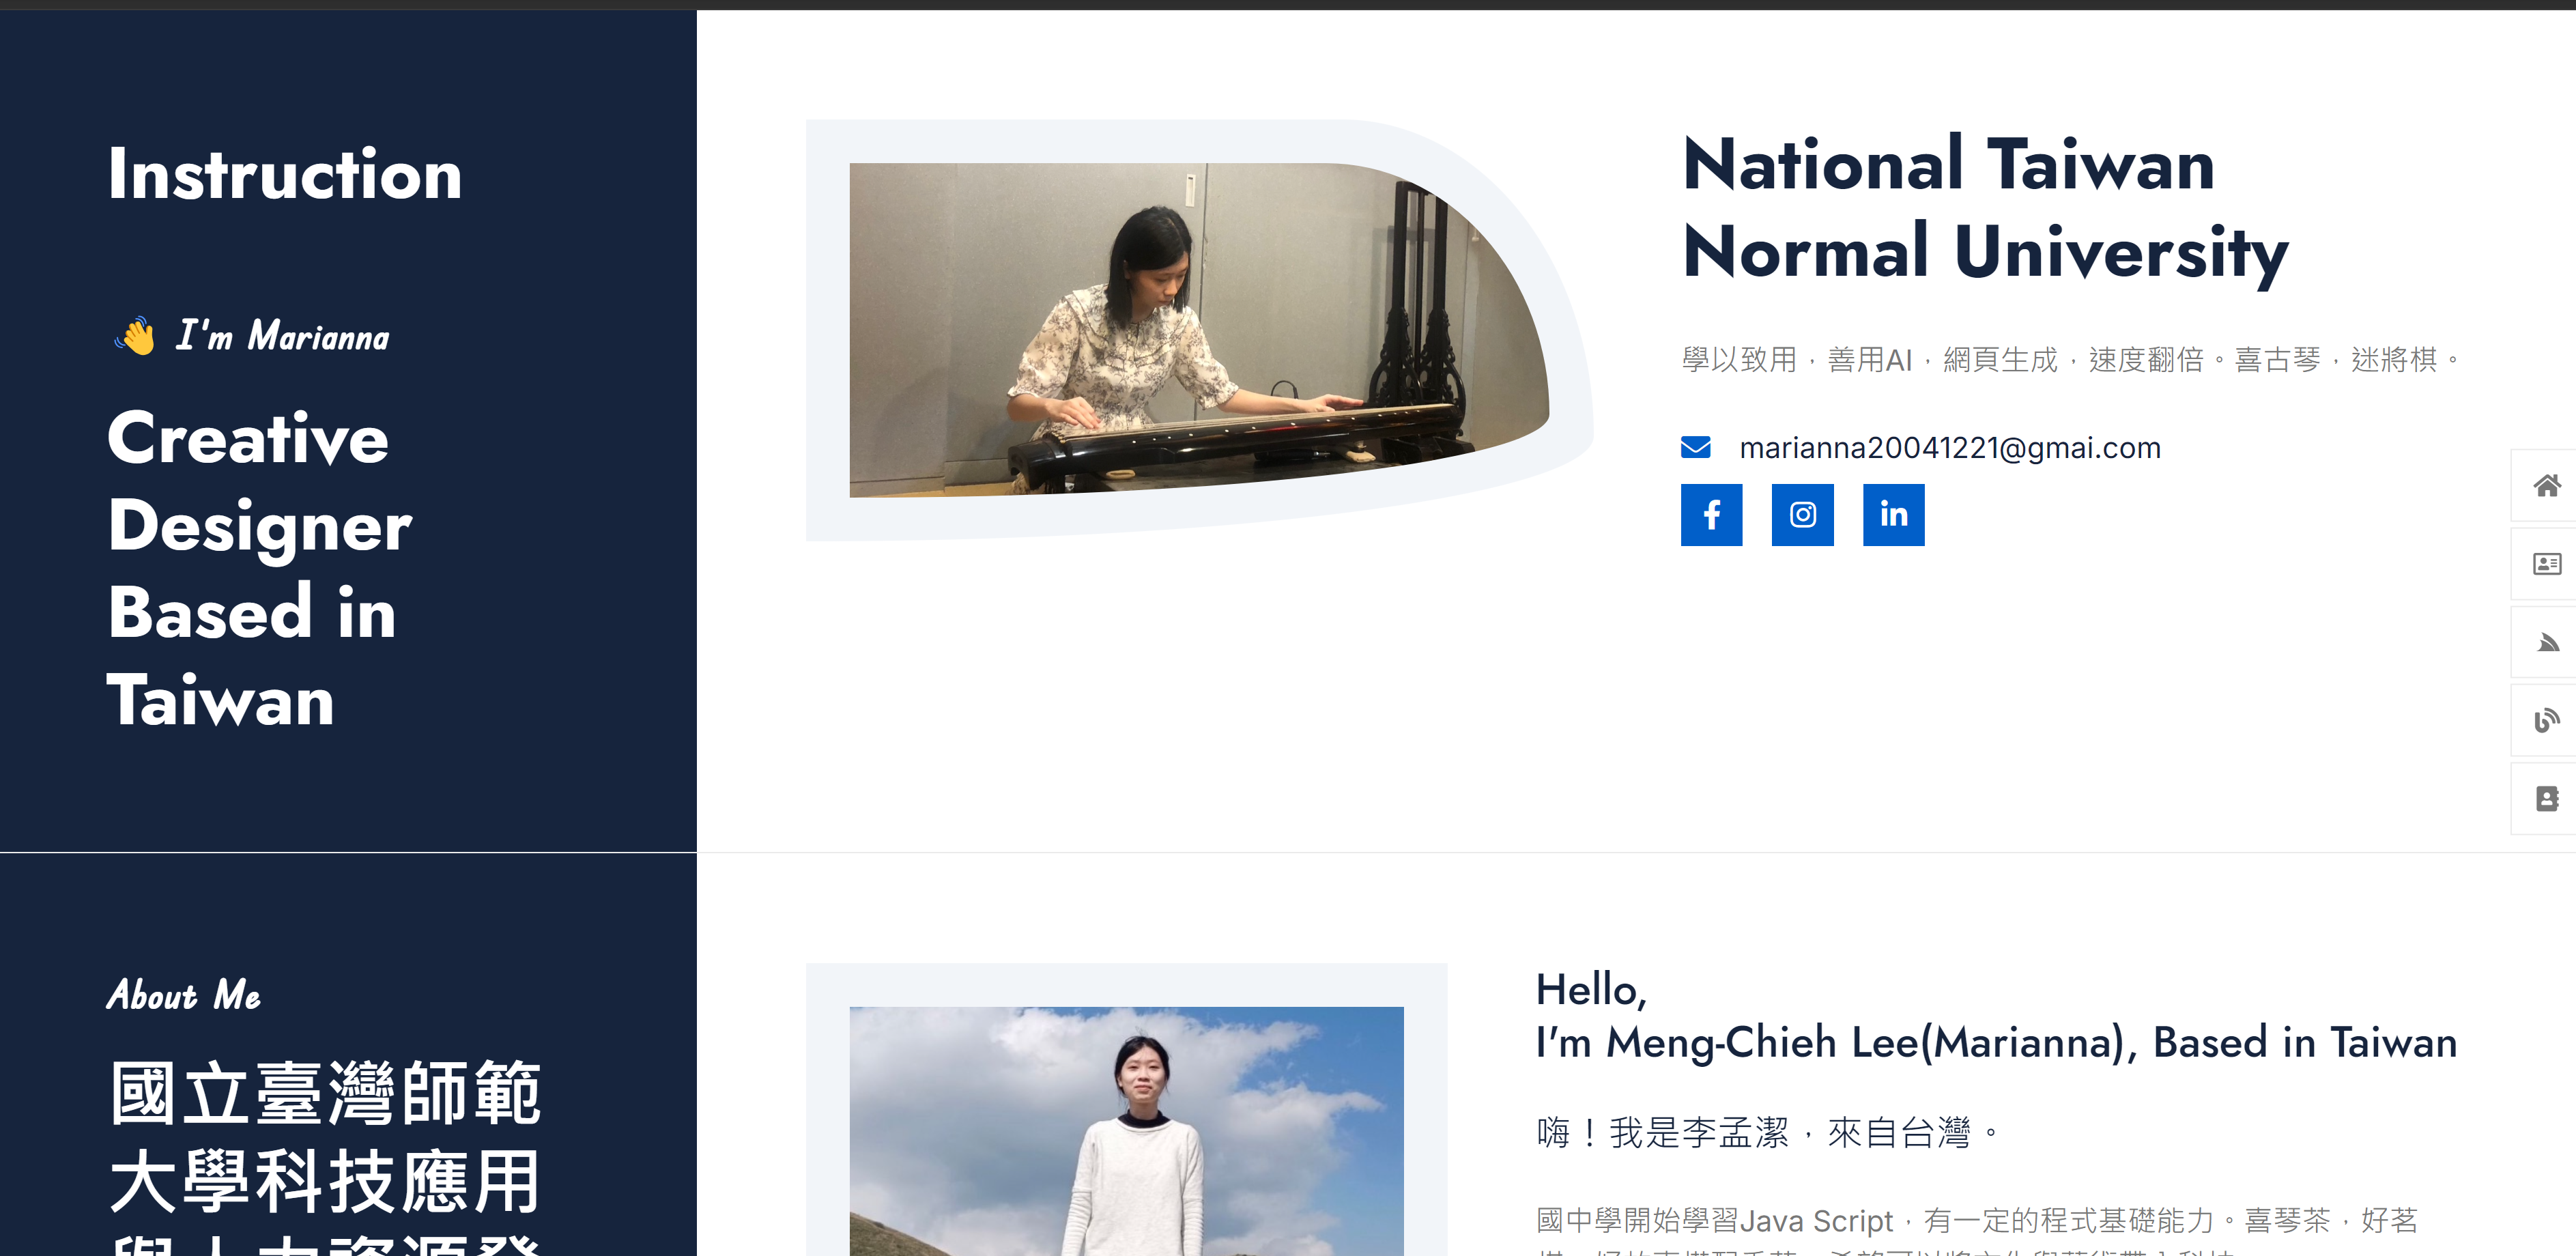 Instruction
👋 I'm Marianna
Creative
Designer
Based in
Taiwan
National Taiwan
Normal University
學以致用，善用AI，網頁生成，速度翻倍。喜古琴，迷將棋。
marianna20041221@gmai.com
About Me
國立臺灣師範
大學科技應用
Hello,
I'm Meng-Chieh Lee(Marianna), Based in Taiwan
嗨！我是李孟潔，來自台灣。
國中學開始學習Java Script，有一定的程式基礎能力。喜琴茶，好茗